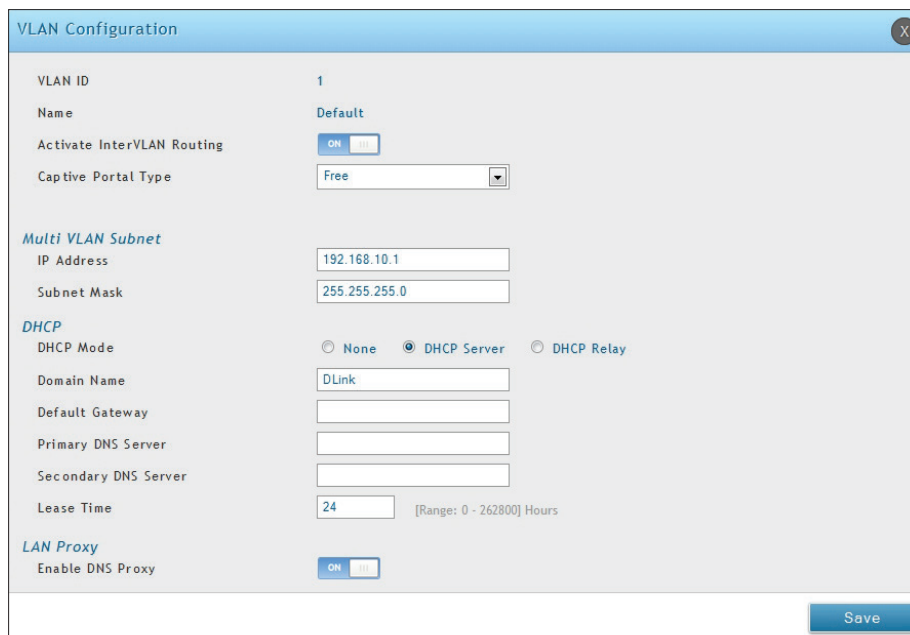 VLAN Configuration
X
VLAN ID 1
Name Default
Activate InterVLAN Routing ON
Captive Portal Type Free
Multi VLAN Subnet
IP Address 192.168.10.1
Subnet Mask 255.255.255.0
DHCP
DHCP Mode None DHCP Server DHCP Relay
Domain Name DLink
Default Gateway
Primary DNS Server
Secondary DNS Server
Lease Time 24 [Range: 0 - 262800] Hours
LAN Proxy
Enable DNS Proxy ON
Save